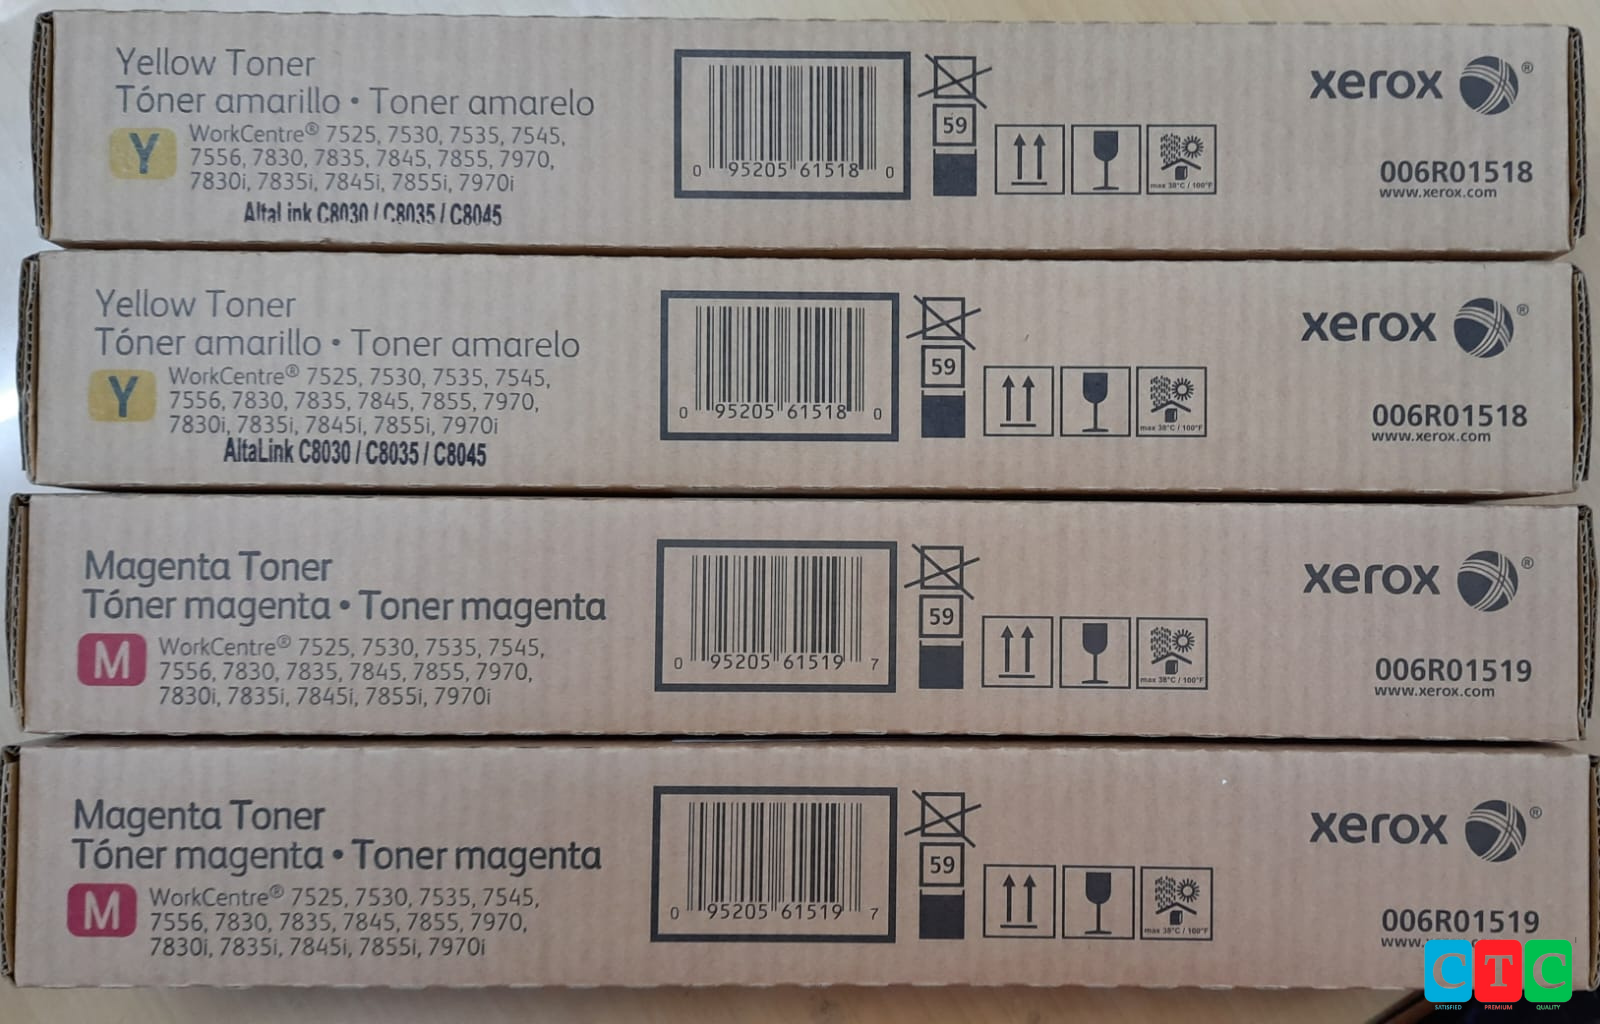 Yellow Toner
Tóner amarillo • Toner amarelo
Y
WorkCentre® 7525, 7530, 7535, 7545,
7556, 7830, 7835, 7845, 7855, 7970,
7830i, 7835i, 7845i, 7855i, 7970i
AltaLink C8030 / C8035 / C8045
0 95205 61518 0
59
max 38°C / 100°F
xerox ®
006R01518
www.xerox.com
Yellow Toner
Tóner amarillo • Toner amarelo
Y
WorkCentre® 7525, 7530, 7535, 7545,
7556, 7830, 7835, 7845, 7855, 7970,
7830i, 7835i, 7845i, 7855i, 7970i
AltaLink C8030 / C8035 / C8045
0 95205 61518 0
59
max 38°C / 100°F
xerox ®
006R01518
www.xerox.com
Magenta Toner
Tóner magenta • Toner magenta
M
WorkCentre® 7525, 7530, 7535, 7545,
7556, 7830, 7835, 7845, 7855, 7970,
7830i, 7835i, 7845i, 7855i, 7970i
0 95205 61519 7
59
max 38°C / 100°F
xerox ®
006R01519
www.xerox.com
Magenta Toner
Tóner magenta • Toner magenta
M
WorkCentre® 7525, 7530, 7535, 7545,
7556, 7830, 7835, 7845, 7855, 7970,
7830i, 7835i, 7845i, 7855i, 7970i
0 95205 61519 7
59
max 38°C / 100°F
xerox ®
006R01519
www.
CTC
SATISFIED PREMIUM QUALITY